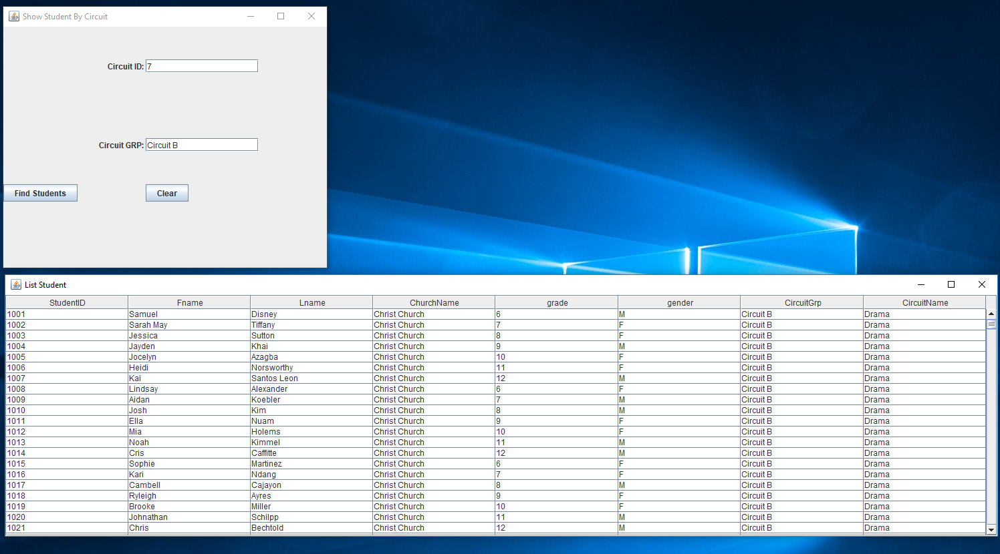 Show Student By Circuit
Circuit ID: 7
Circuit GRP: Circuit B
Find Students Clear
List Student
StudentID Fname Lname ChurchName grade gender CircuitGrp CircuitName
1001 Samuel Disney Christ Church 6 M Circuit B Drama
1002 Sarah May Tiffany Christ Church 7 F Circuit B Drama
1003 Jessica Sutton Christ Church 8 F Circuit B Drama
1004 Jayden Khai Christ Church 9 M Circuit B Drama
1005 Jocelyn Azagba Christ Church 10 F Circuit B Drama
1006 Heidi Norsworthy Christ Church 11 F Circuit B Drama
1007 Kai Santos Leon Christ Church 12 M Circuit B Drama
1008 Lindsay Alexander Christ Church 6 F Circuit B Drama
1009 Aidan Koebler Christ Church 7 M Circuit B Drama
1010 Josh Kim Christ Church 8 M Circuit B Drama
1011 Ella Nuam Christ Church 9 F Circuit B Drama
1012 Mia Holems Christ Church 10 F Circuit B Drama
1013 Noah Kimmel Christ Church 11 M Circuit B Drama
1014 Cris Caffitte Christ Church 12 M Circuit B Drama
1015 Sophie Martinez Christ Church 6 F Circuit B Drama
1016 Kari Ndang Christ Church 7 F Circuit B Drama
1017 Cambell Cajayon Christ Church 8 M Circuit B Drama
1018 Ryleigh Ayres Christ Church 9 F Circuit B Drama
1019 Brooke Miller Christ Church 10 F Circuit B Drama
1020 Johnathan Schilpp Christ Church 11 M Circuit B Drama
1021 Chris Bechtold Christ Church 12 M Circuit B Drama